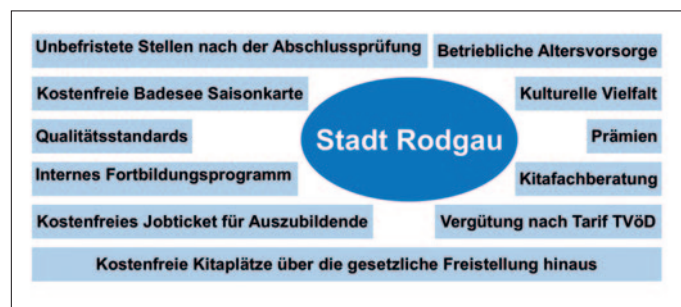 Unbefristete Stellen nach der Abschlussprüfung
Betriebliche Altersvorsorge
Kostenfreie Badesee Saisonkarte
Kulturelle Vielfalt
Stadt Rodgau
Qualitätsstandards
Prämien
Internes Fortbildungsprogramm
Kitafachberatung
Kostenfreies Jobticket für Auszubildende
Vergütung nach Tarif TVöD
Kostenfreie Kitaplätze über die gesetzliche Freistellung hinaus